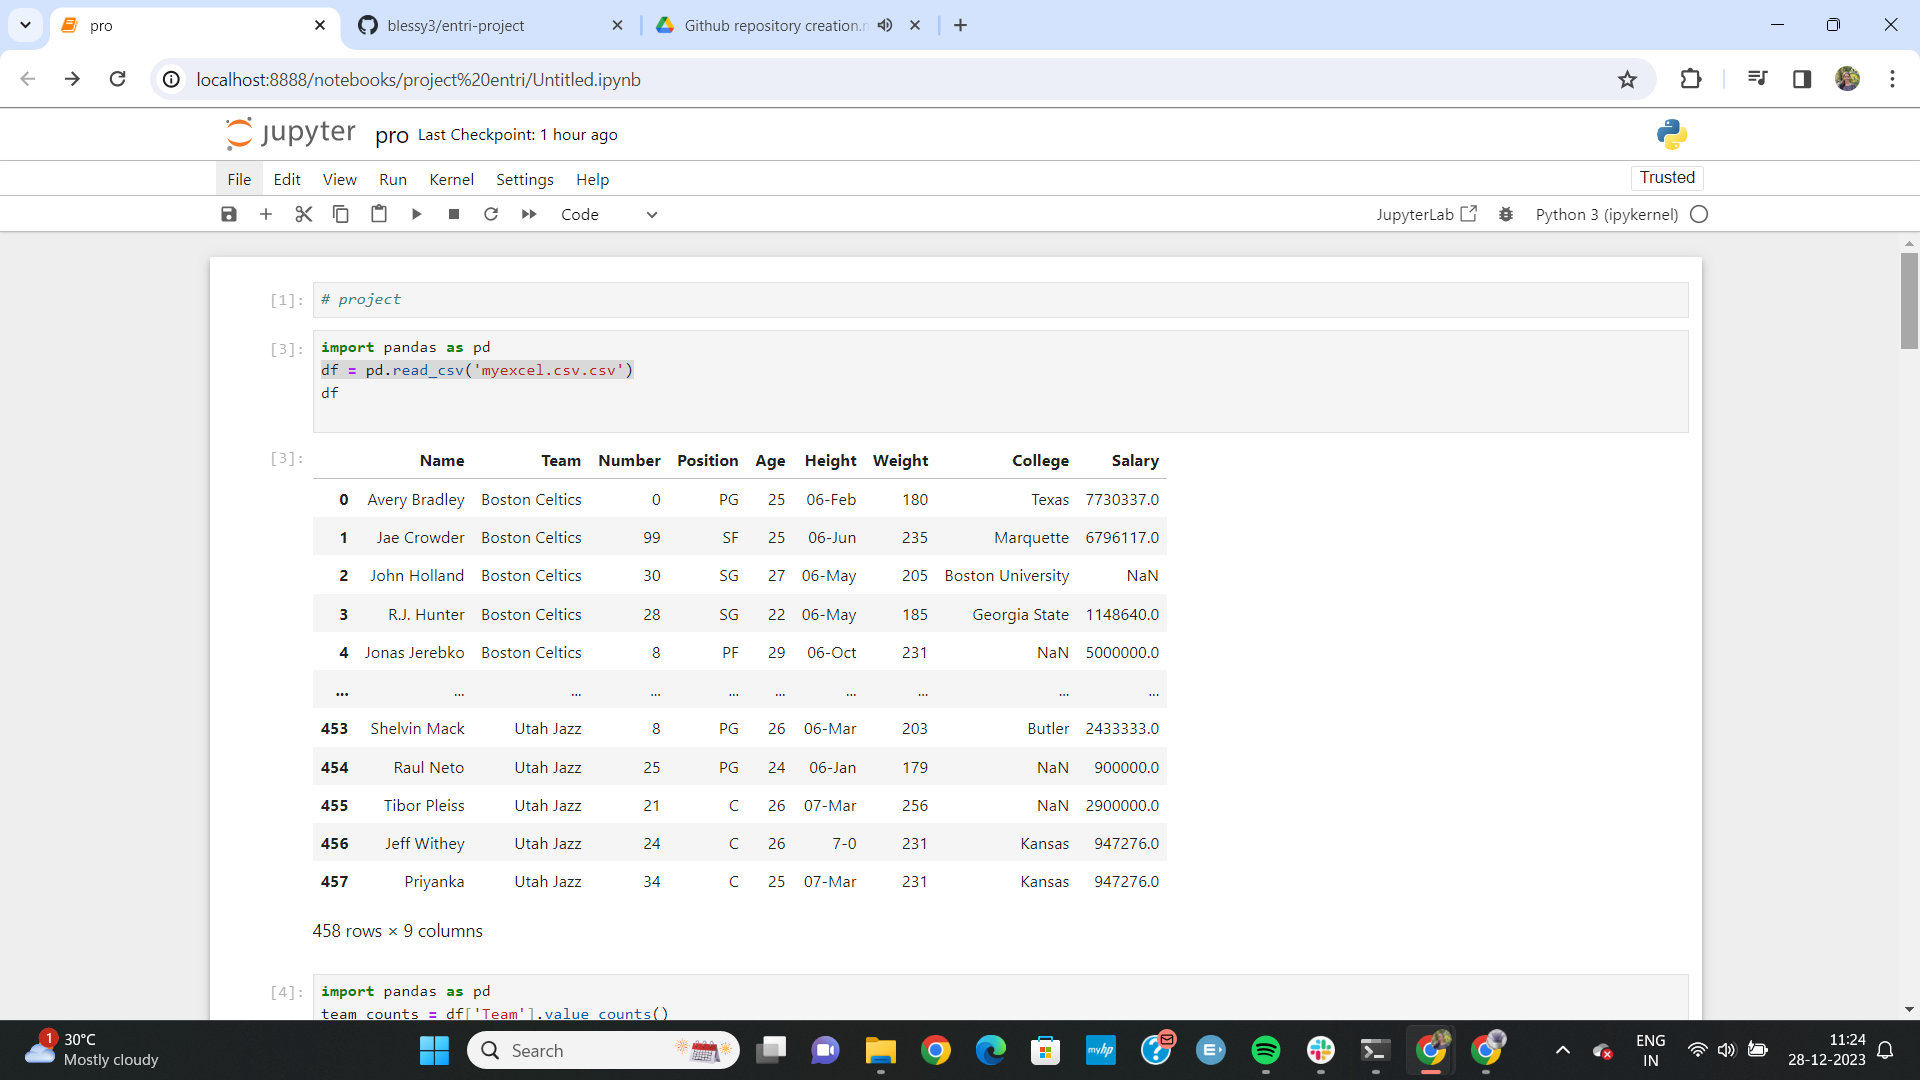 pro
blessy3/entri-project
Github repository creation.
localhost:8888/notebooks/project%20entri/Untitled.ipynb
jupyter pro Last Checkpoint: 1 hour ago
File Edit View Run Kernel Settings Help
Trusted
Code
JupyterLab
Python 3 (ipykernel)
[1]: # project
[3]: import pandas as pd
df = pd.read_csv('myexcel.csv.csv')
df
[3]: Name Team Number Position Age Height Weight College Salary
0 Avery Bradley Boston Celtics 0 PG 25 06-Feb 180 Texas 7730337.0
1 Jae Crowder Boston Celtics 99 SF 25 06-Jun 235 Marquette 6796117.0
2 John Holland Boston Celtics 30 SG 27 06-May 205 Boston University NaN
3 R.J. Hunter Boston Celtics 28 SG 22 06-May 185 Georgia State 1148640.0
4 Jonas Jerebko Boston Celtics 8 PF 29 06-Oct 231 NaN 5000000.0
... ... ... ... ... ... ... ... ... ...
453 Shelvin Mack Utah Jazz 8 PG 26 06-Mar 203 Butler 2433333.0
454 Raul Neto Utah Jazz 25 PG 24 06-Jan 179 NaN 900000.0
455 Tibor Pleiss Utah Jazz 21 C 26 07-Mar 256 NaN 2900000.0
456 Jeff Withey Utah Jazz 24 C 26 7-0 231 Kansas 947276.0
457 Priyanka Utah Jazz 34 C 25 07-Mar 231 Kansas 947276.0
458 rows × 9 columns
[4]: import pandas as pd
team_counts = df['Team'].value_counts()
1
30°C
Mostly cloudy
Search
myhp
ENG
IN
11:24
28-12-2023